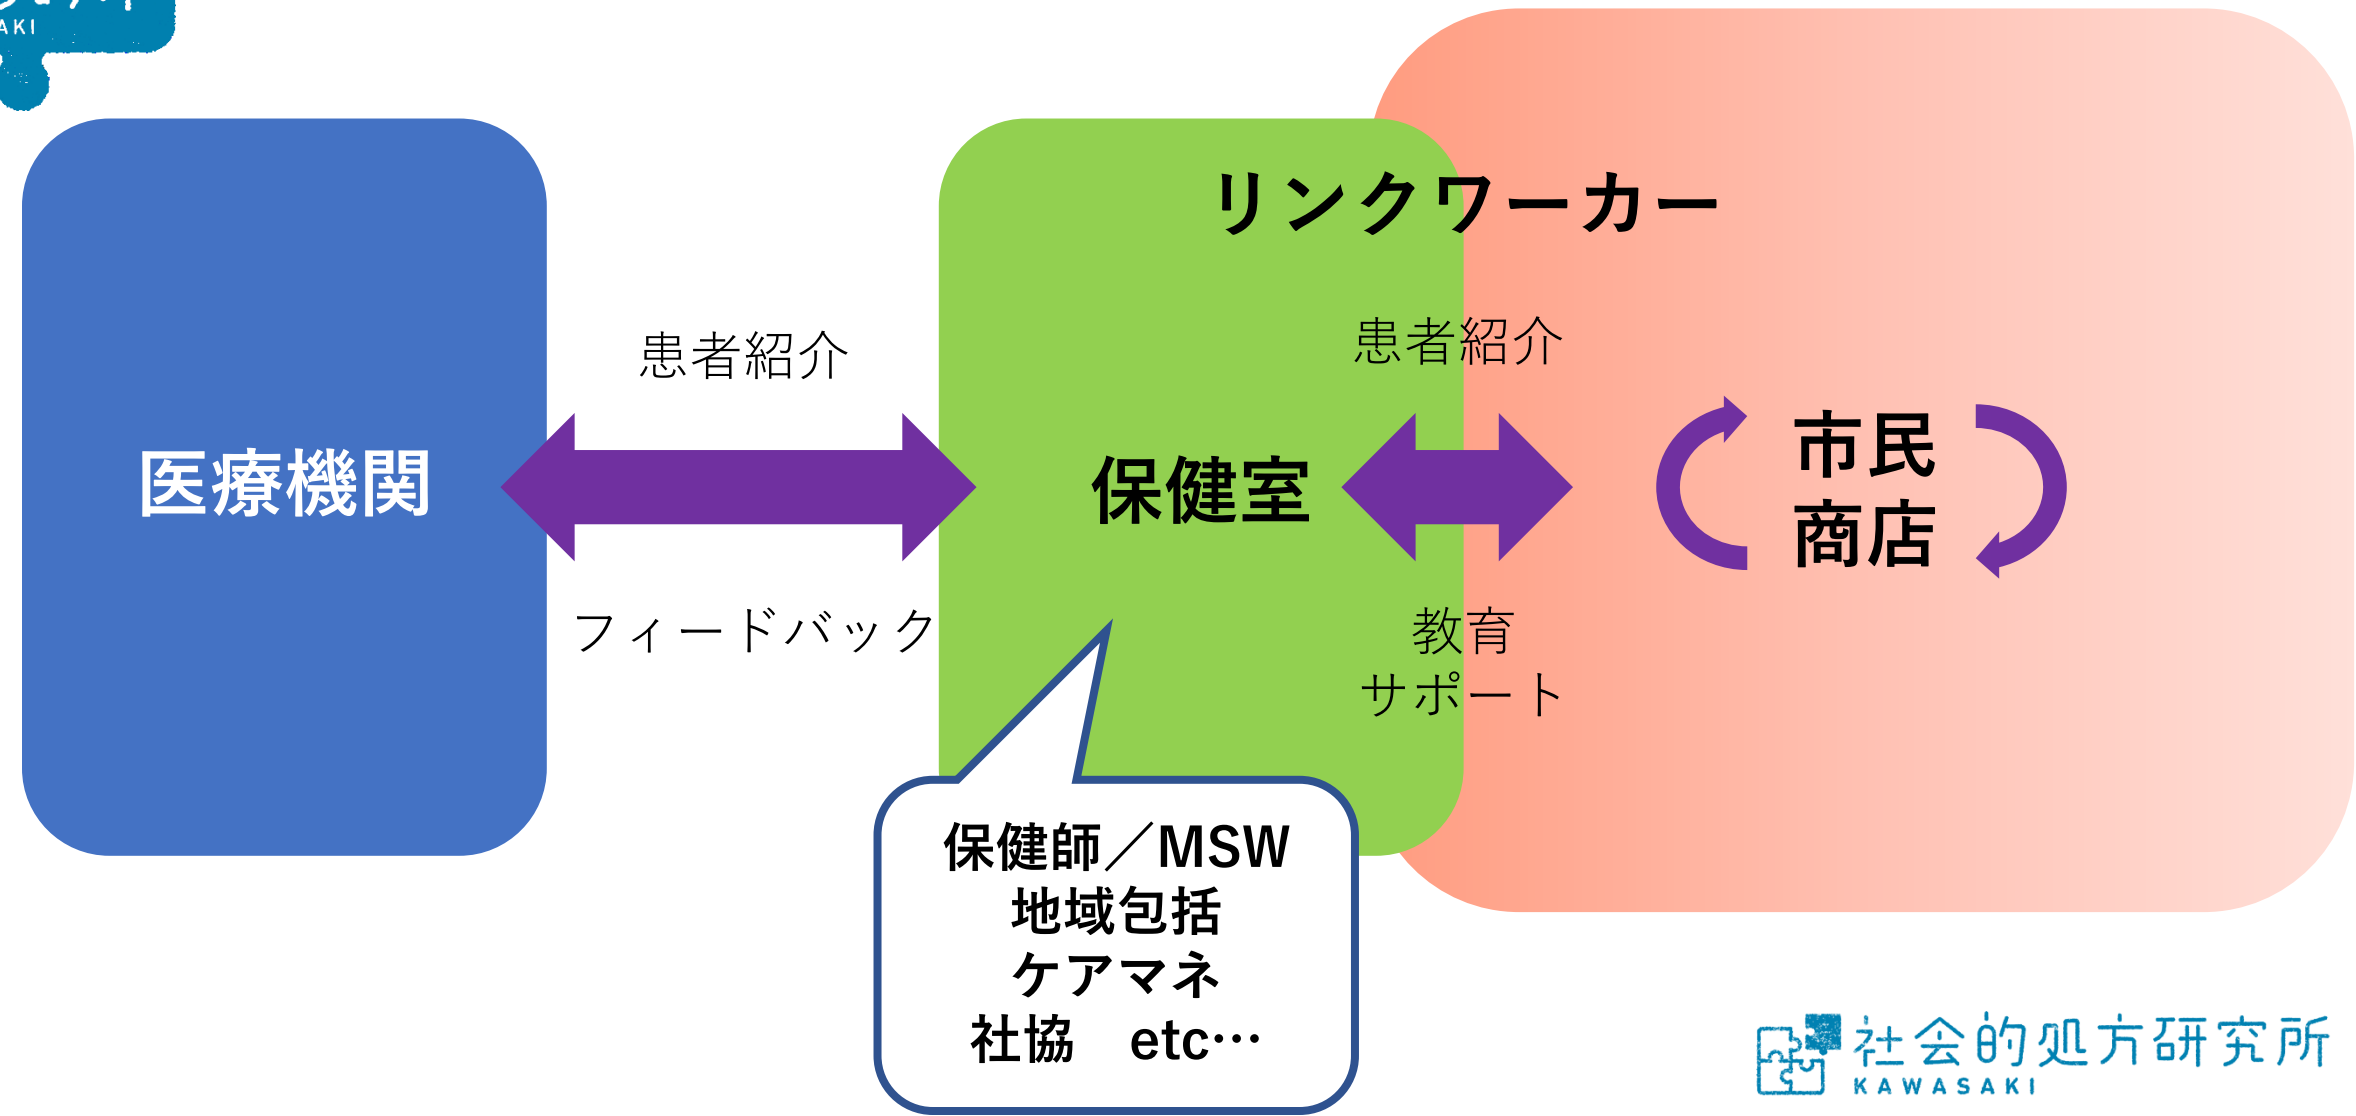 AKI
リンクワーカー
患者紹介
患者紹介
医療機関
保健室
市民
商店
フィードバック
教育
サポート
保健師／MSW
地域包括
ケアマネ
社協　etc…
社会的処方研究所
KAWASAKI